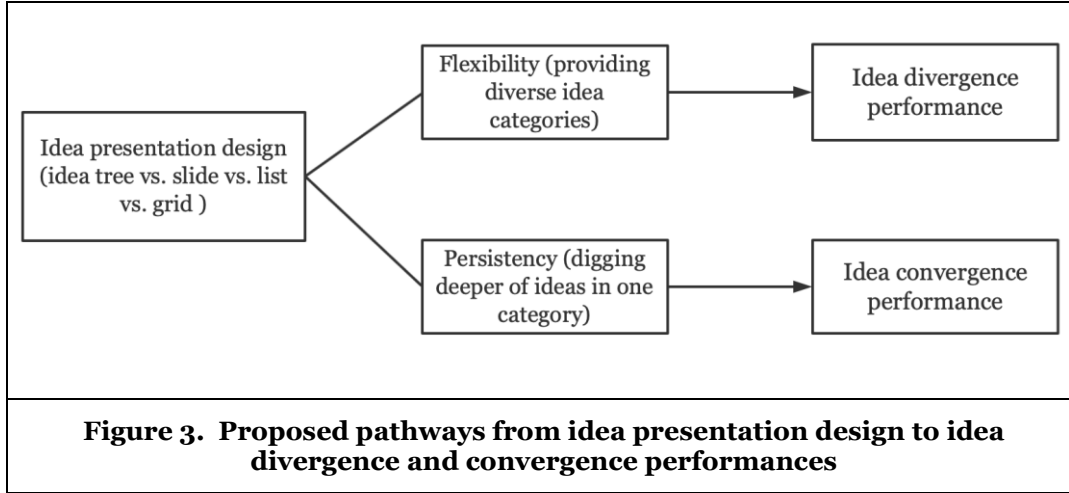 Flexibility (providing
diverse idea
categories)
Idea divergence
performance
Idea presentation design
(idea tree vs. slide vs. list
vs. grid )
Persistency (digging
deeper of ideas in one
category)
Idea convergence
performance
Figure 3.  Proposed pathways from idea presentation design to idea
divergence and convergence performances